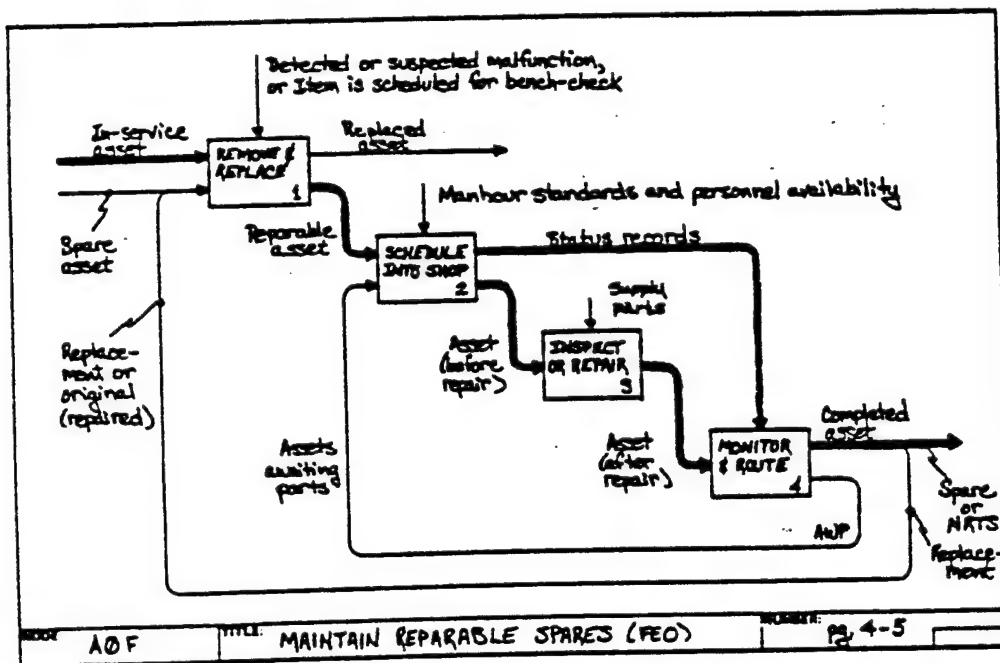 Detected or suspected malfunction,
or Item is scheduled for bench-check
In-service
asset
Replaced
asset
REMOVE &
REPLACE
1
Spare
asset
Reparable
asset
Manhour standards and personnel availability
SCHEDULE
INTO SHOP
2
Status records
Supply
parts
Replace-
ment or
original
(repaired)
Asset
(before
repair)
INSPECT
OR REPAIR
3
Assets
awaiting
parts
Asset
(after
repair)
MONITOR
& ROUTE
4
Completed
asset
Spare
or
NRTS
AWP
Replace-
ment
NODE:
AØF
TITLE:
MAINTAIN REPARABLE SPARES (FEO)
NUMBER:
pg. 4-5